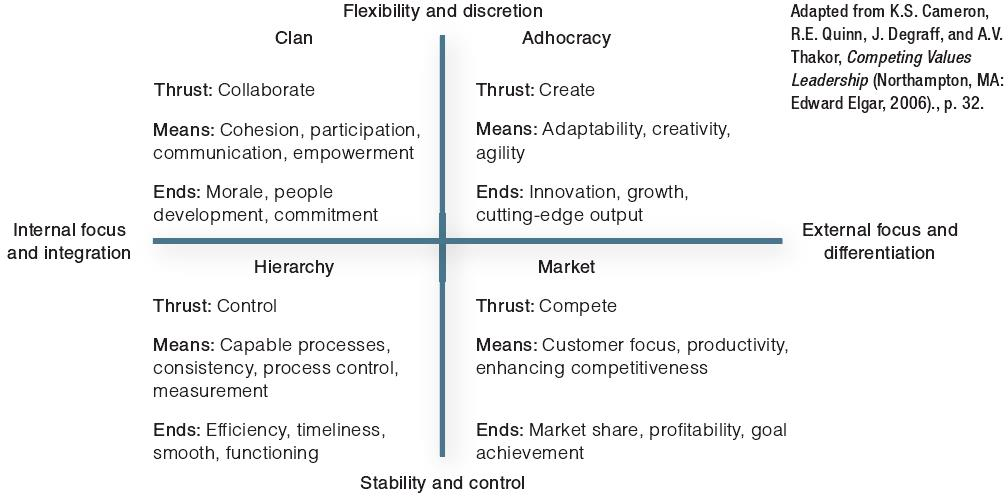 Flexibility and discretion
Adapted from K.S. Cameron,
R.E. Quinn, J. Degraff, and A.V.
Thakor, Competing Values
Leadership (Northampton, MA:
Edward Elgar, 2006)., p. 32.
Clan
Thrust: Collaborate
Means: Cohesion, participation,
communication, empowerment
Ends: Morale, people
development, commitment
Adhocracy
Thrust: Create
Means: Adaptability, creativity,
agility
Ends: Innovation, growth,
cutting-edge output
Internal focus
and integration
External focus and
differentiation
Hierarchy
Thrust: Control
Means: Capable processes,
consistency, process control,
measurement
Ends: Efficiency, timeliness,
smooth, functioning
Market
Thrust: Compete
Means: Customer focus, productivity,
enhancing competitiveness
Ends: Market share, profitability, goal
achievement
Stability and control